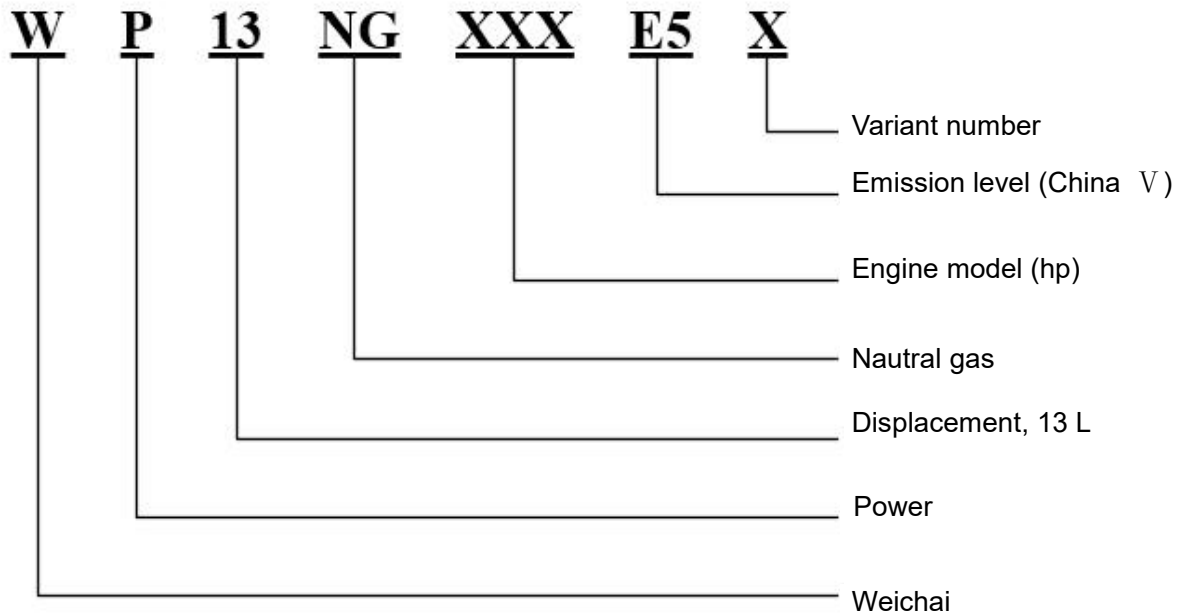 W P 13 NG XXX E5 X
Variant number
Emission level (China Ⅴ)
Engine model (hp)
Nautral gas
Displacement, 13 L
Power
Weichai